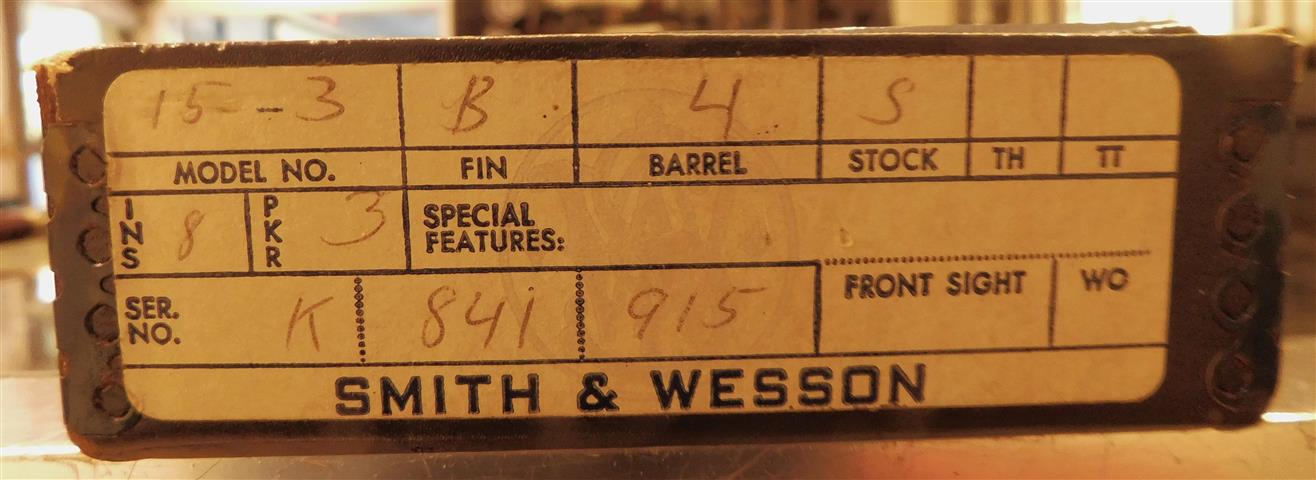 15-3 B 4 S
MODEL NO. FIN BARREL STOCK TH TT
INS 8 PKR 3 SPECIAL FEATURES:
SER. NO. K 841 915 FRONT SIGHT WO
SMITH & WESSON